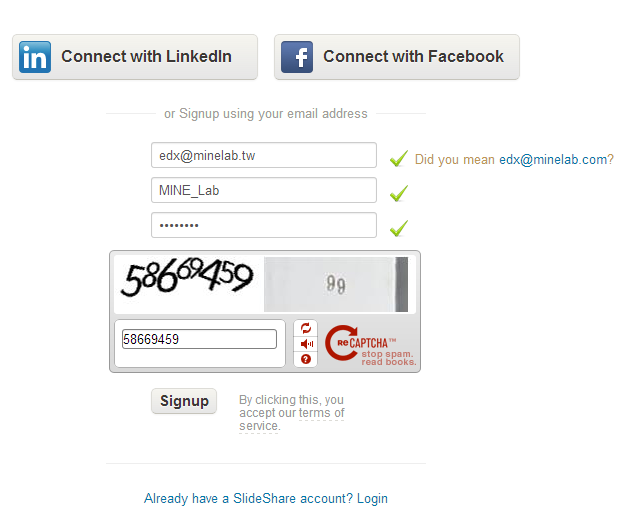 in Connect with LinkedIn
f Connect with Facebook
or Signup using your email address
edx@minelab.tw
Did you mean edx@minelab.com?
MINE_Lab
••••••••
58669459
58669459
?
reCAPTCHA™
stop spam.
read books.
Signup
By clicking this, you
accept our terms of
service.
Already have a SlideShare account? Login